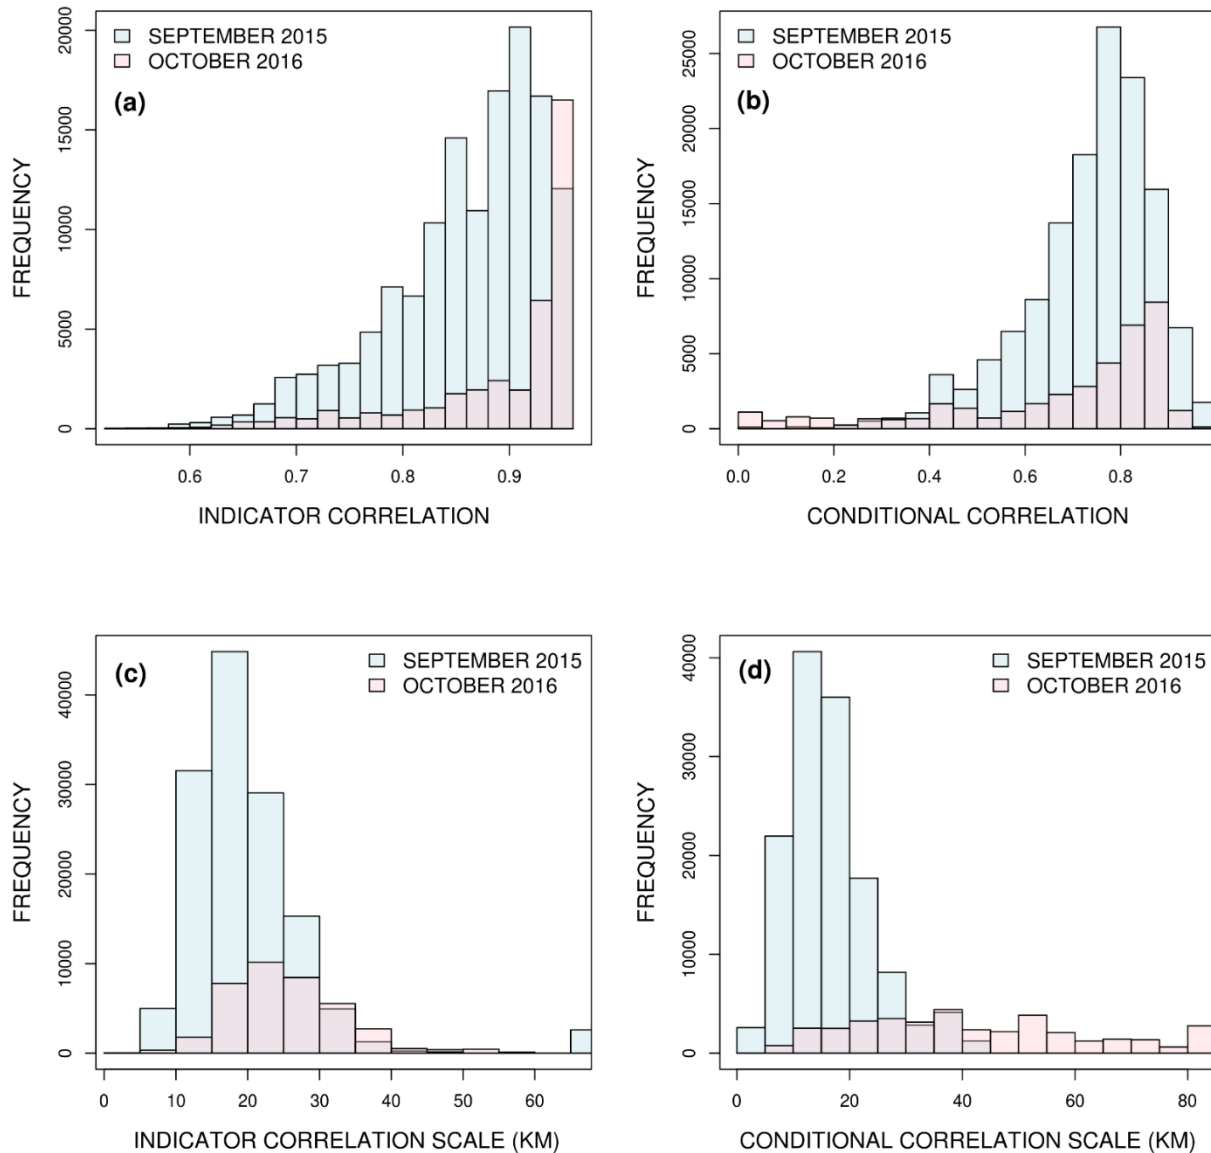 SEPTEMBER 2015
OCTOBER 2016
(a)
FREQUENCY
0
5000
10000
15000
20000
0.6
0.7
0.8
0.9
INDICATOR CORRELATION
SEPTEMBER 2015
OCTOBER 2016
(b)
FREQUENCY
0
5000
10000
15000
20000
25000
0.0
0.2
0.4
0.6
0.8
CONDITIONAL CORRELATION
(c)
SEPTEMBER 2015
OCTOBER 2016
FREQUENCY
0
10000
20000
30000
40000
0
10
20
30
40
50
60
INDICATOR CORRELATION SCALE (KM)
(d)
SEPTEMBER 2015
OCTOBER 2016
FREQUENCY
0
10000
20000
30000
40000
0
20
40
60
80
CONDITIONAL CORRELATION SCALE (KM)